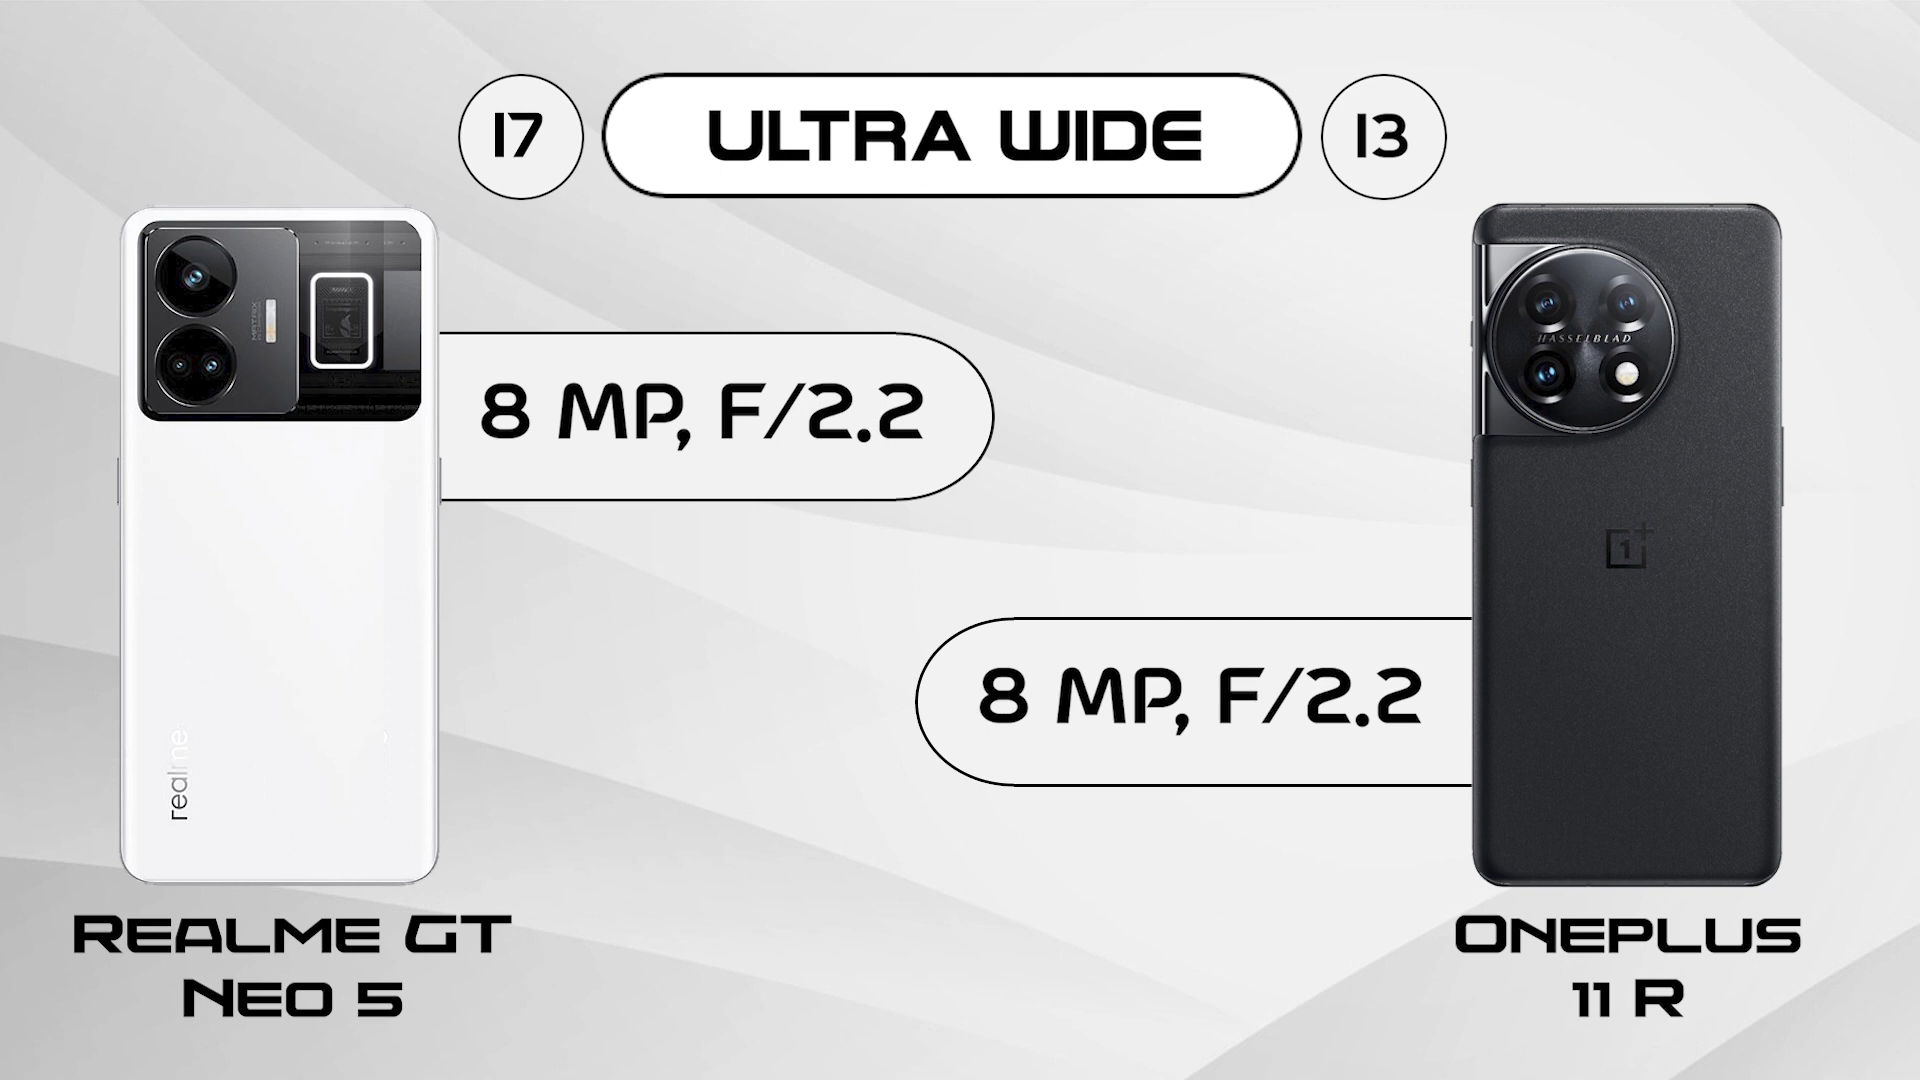 17
ULTRA WIDE
13
8 MP, F/2.2
HASSELBLAD
8 MP, F/2.2
realme
REALME GT
NEO 5
ONEPLUS
11 R